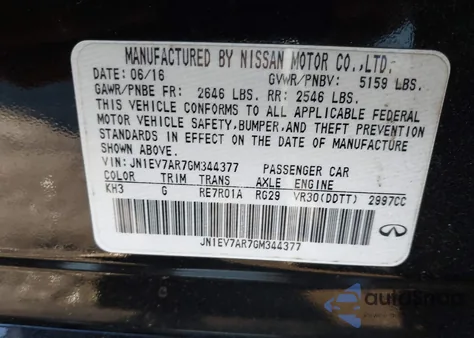 MANUFACTURED BY NISSAN MOTOR CO.,LTD.
DATE: 06/16 GVWR/PNBV: 5159 LBS.
GAWR/PNBE FR: 2646 LBS. RR: 2546 LBS.
THIS VEHICLE CONFORMS TO ALL APPLICABLE FEDERAL
MOTOR VEHICLE SAFETY,BUMPER,AND THEFT PREVENTION
STANDARDS IN EFFECT ON THE DATE OF MANUFACTURE
SHOWN ABOVE.
VIN: JN1EV7AR7GM344377 PASSENGER CAR
COLOR TRIM TRANS AXLE ENGINE
KH3 G RE7R01A RG29 VR30(DDTT) 2997CC
JN1EV7AR7GM344377